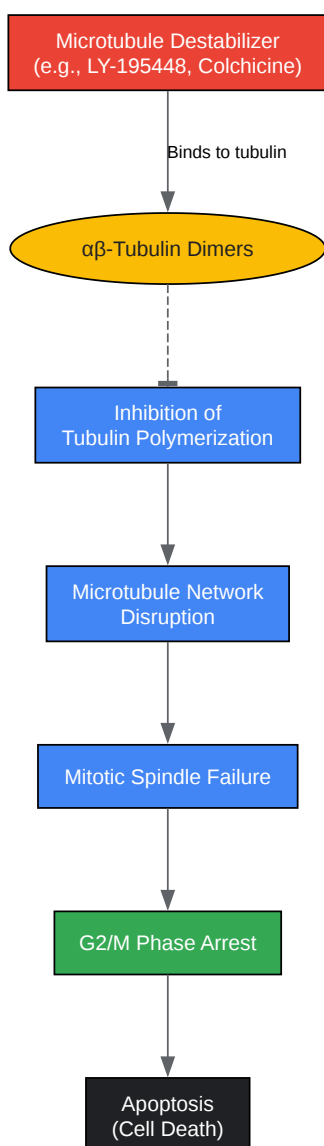 Microtubule Destabilizer
(e.g., LY-195448, Colchicine)
Binds to tubulin
αβ-Tubulin Dimers
Inhibition of
Tubulin Polymerization
Microtubule Network
Disruption
Mitotic Spindle Failure
G2/M Phase Arrest
Apoptosis
(Cell Death)